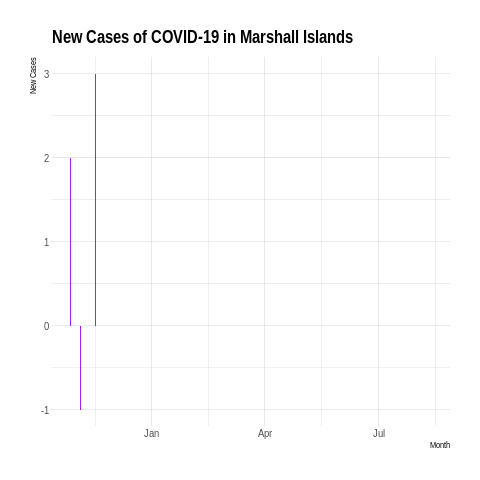 New Cases of COVID-19 in Marshall Islands
New Cases
3
2
1
0
-1
Jan Apr Jul
Month